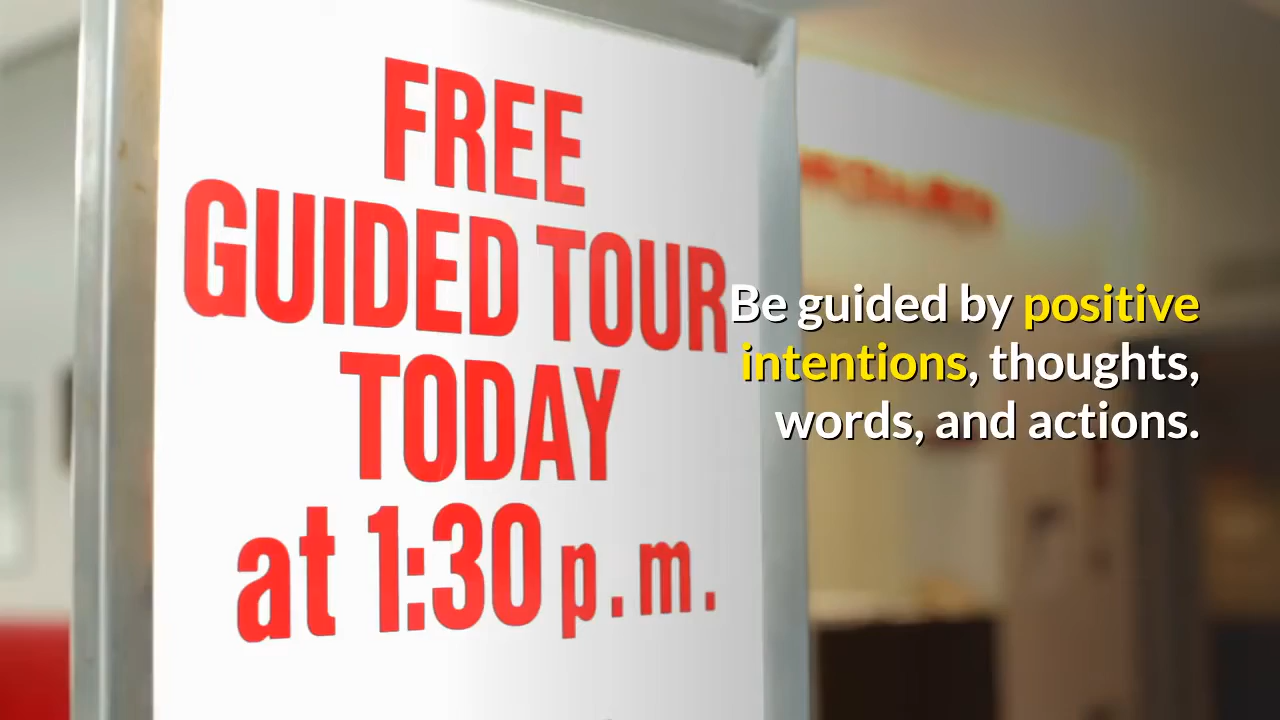 FREE
GUIDED TOUR
TODAY
at 1:30 p.m.
Be guided by positive
intentions, thoughts,
words, and actions.